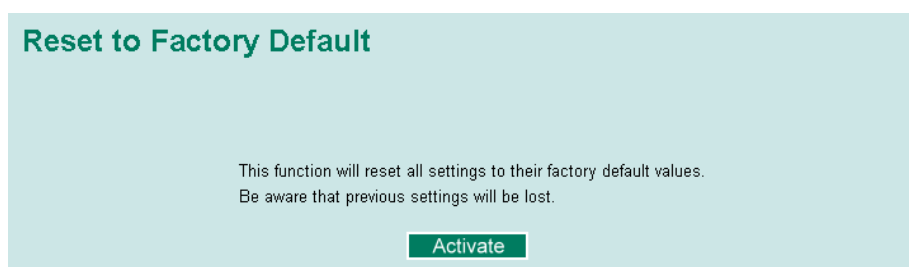 Reset to Factory Default
This function will reset all settings to their factory default values.
Be aware that previous settings will be lost.
Activate